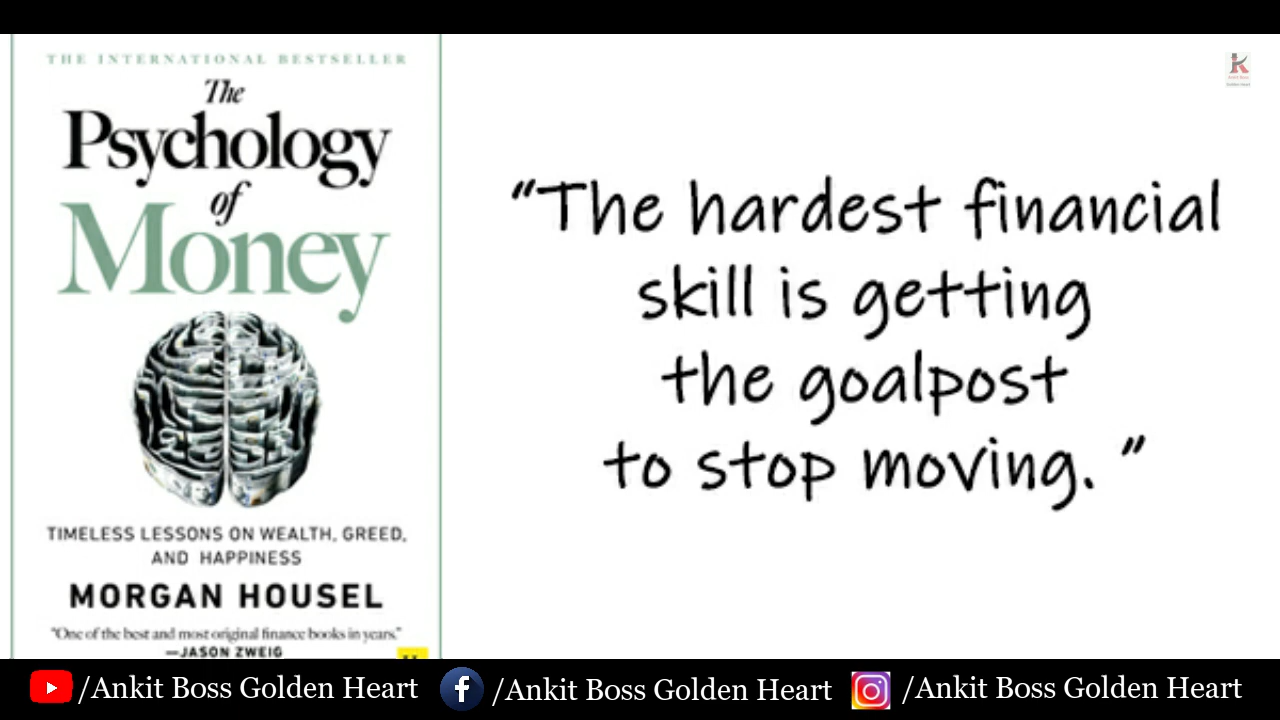 THE INTERNATIONAL BESTSELLER
The
Psychology
of
Money
TIMELESS LESSONS ON WEALTH, GREED,
AND HAPPINESS
MORGAN HOUSEL
"One of the best and most original finance books in years."
—JASON ZWEIG
"The hardest financial
skill is getting
the goalpost
to stop moving. "
/Ankit Boss Golden Heart
/Ankit Boss Golden Heart
/Ankit Boss Golden Heart